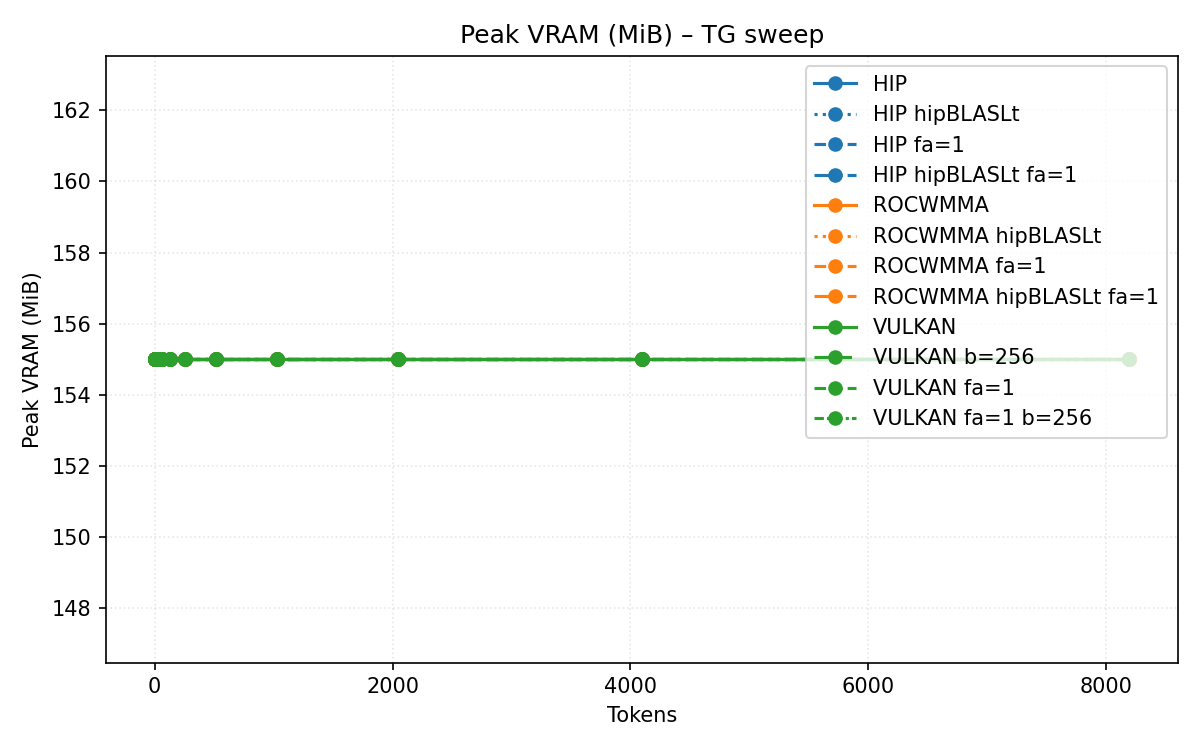 Peak VRAM (MiB) – TG sweep
HIP
HIP hipBLASLt
HIP fa=1
HIP hipBLASLt fa=1
ROCWMMA
ROCWMMA hipBLASLt
ROCWMMA fa=1
ROCWMMA hipBLASLt fa=1
VULKAN
VULKAN b=256
VULKAN fa=1
VULKAN fa=1 b=256
Peak VRAM (MiB)
162
160
158
156
154
152
150
148
0 2000 4000 6000 8000
Tokens